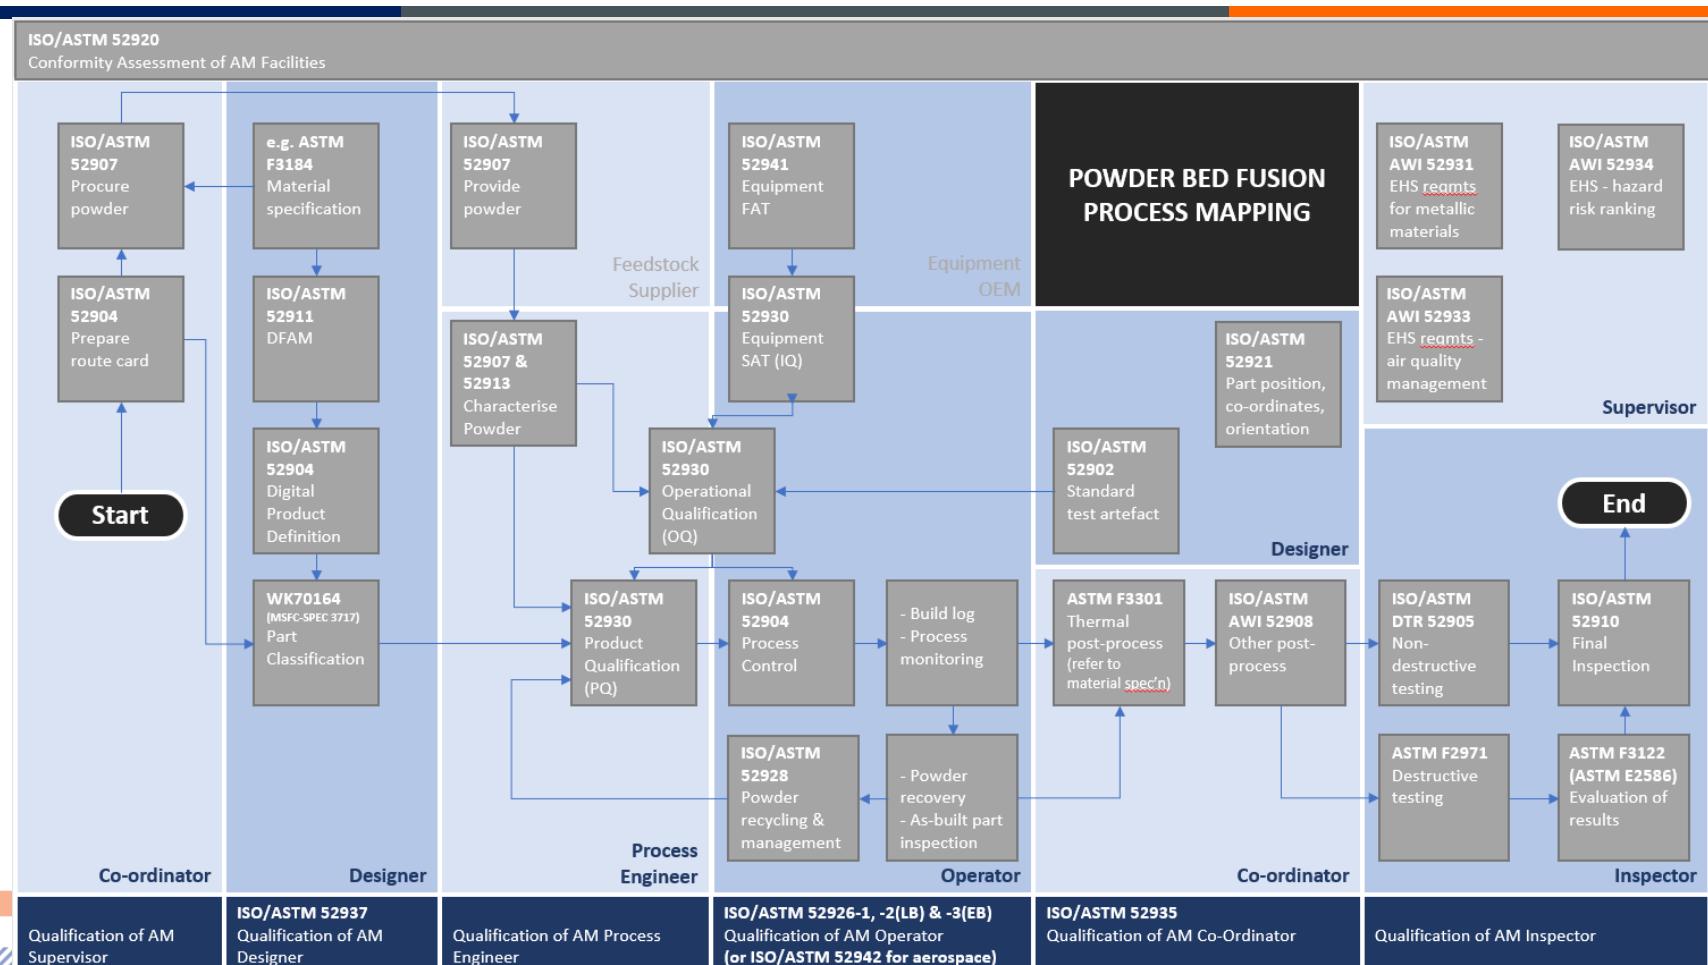 ISO/ASTM 52920
Conformity Assessment of AM Facilities
ISO/ASTM
52907
Procure
powder
ISO/ASTM
52904
Prepare
route card
Start
Co-ordinator
e.g. ASTM
F3184
Material
specification
ISO/ASTM
52911
DFAM
ISO/ASTM
52904
Digital
Product
Definition
WK70164
(MSFC-SPEC 3717)
Part
Classification
Designer
ISO/ASTM
52907
Provide
powder
Feedstock
Supplier
ISO/ASTM
52907 &
52913
Characterise
Powder
ISO/ASTM
52930
Product
Qualification
(PQ)
Process
Engineer
ISO/ASTM
52941
Equipment
FAT
Equipment
OEM
ISO/ASTM
52930
Equipment
SAT (IQ)
ISO/ASTM
52930
Operational
Qualification
(OQ)
ISO/ASTM
52904
Process
Control
- Build log
- Process
monitoring
ISO/ASTM
52928
Powder
recycling &
management
- Powder
recovery
- As-built part
inspection
Operator
POWDER BED FUSION
PROCESS MAPPING
ISO/ASTM
52921
Part position,
co-ordinates,
orientation
ISO/ASTM
52902
Standard
test artefact
Designer
ASTM F3301
Thermal
post-process
(refer to
material spec'n)
ISO/ASTM
AWI 52908
Other post-
process
Co-ordinator
ISO/ASTM
AWI 52931
EHS reqmts
for metallic
materials
ISO/ASTM
AWI 52934
EHS - hazard
risk ranking
ISO/ASTM
AWI 52933
EHS reqmts -
air quality
management
Supervisor
End
ISO/ASTM
DTR 52905
Non-
destructive
testing
ISO/ASTM
52910
Final
Inspection
ASTM F2971
Destructive
testing
ASTM F3122
(ASTM E2586)
Evaluation of
results
Inspector
Qualification of AM
Supervisor
ISO/ASTM 52937
Qualification of AM
Designer
Qualification of AM Process
Engineer
ISO/ASTM 52926-1, -2(LB) & -3(EB)
Qualification of AM Operator
(or ISO/ASTM 52942 for aerospace)
ISO/ASTM 52935
Qualification of AM Co-Ordinator
Qualification of AM Inspector